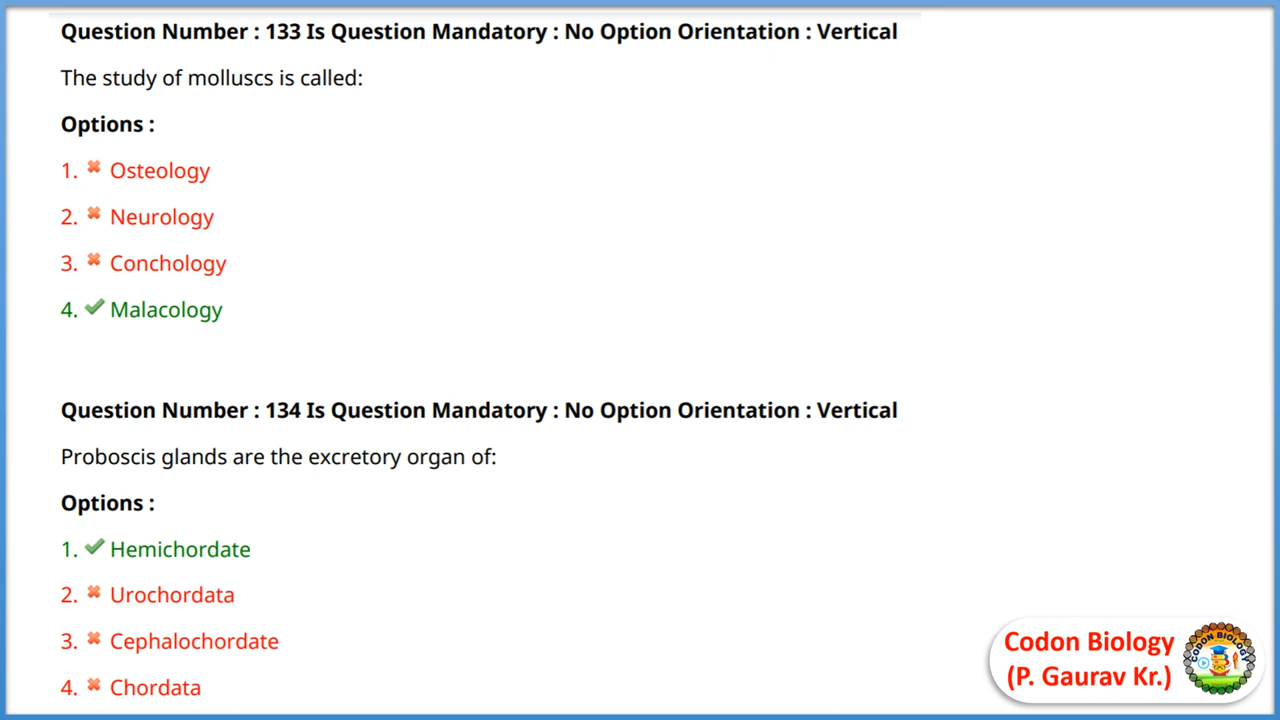 Question Number : 133 Is Question Mandatory : No Option Orientation : Vertical
The study of molluscs is called:
Options :
1. ✖ Osteology
2. ✖ Neurology
3. ✖ Conchology
4. ✔ Malacology
Question Number : 134 Is Question Mandatory : No Option Orientation : Vertical
Proboscis glands are the excretory organ of:
Options :
1. ✔ Hemichordate
2. ✖ Urochordata
3. ✖ Cephalochordate
4. ✖ Chordata
Codon Biology
(P. Gaurav Kr.)
CODON BIOLOGY